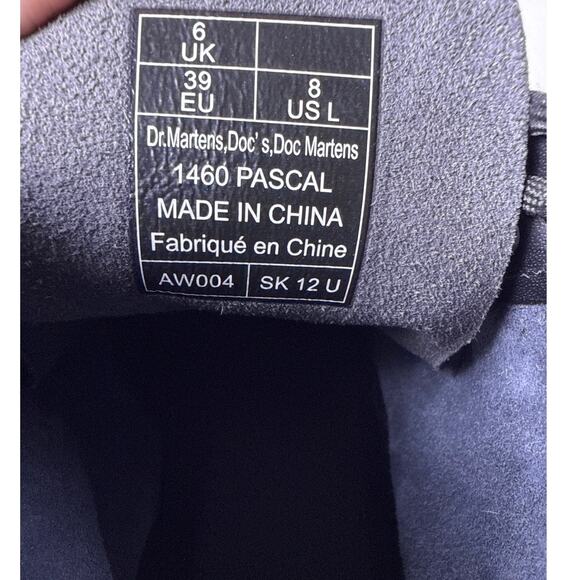 6
UK
39
EU
8
US L
Dr.Martens,Doc's,Doc Martens
1460 PASCAL
MADE IN CHINA
Fabriqué en Chine
AW004 SK 12 U